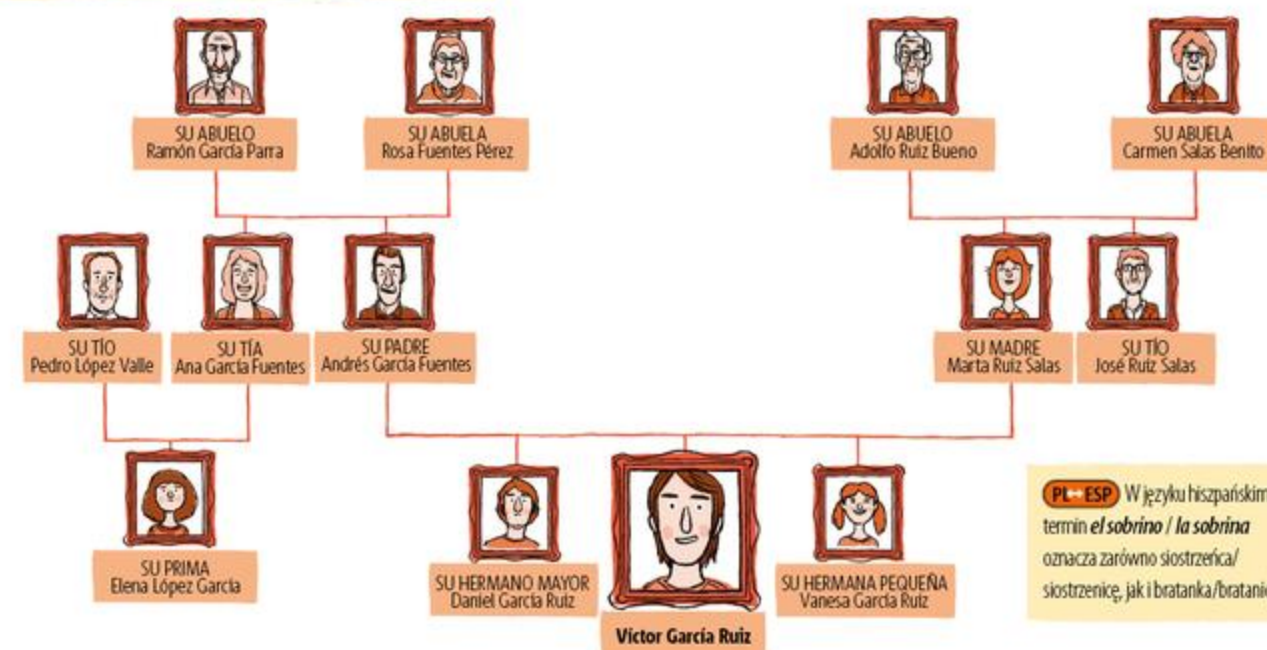 SU ABUELO
Ramón García Parra
SU ABUELA
Rosa Fuentes Pérez
SU ABUELO
Adolfo Ruiz Bueno
SU ABUELA
Carmen Salas Benito
SU TÍO
Pedro López Valle
SU TÍA
Ana García Fuentes
SU PADRE
Andrés García Fuentes
SU MADRE
Marta Ruiz Salas
SU TÍO
José Ruiz Salas
SU PRIMA
Elena López García
SU HERMANO MAYOR
Daniel García Ruiz
Víctor García Ruiz
SU HERMANA PEQUEÑA
Vanesa García Ruiz
PL↔ESP W języku hiszpańskim
termin el sobrino / la sobrina
oznacza zarówno siostrzeńca/
siostrzenicę, jak i bratanka/